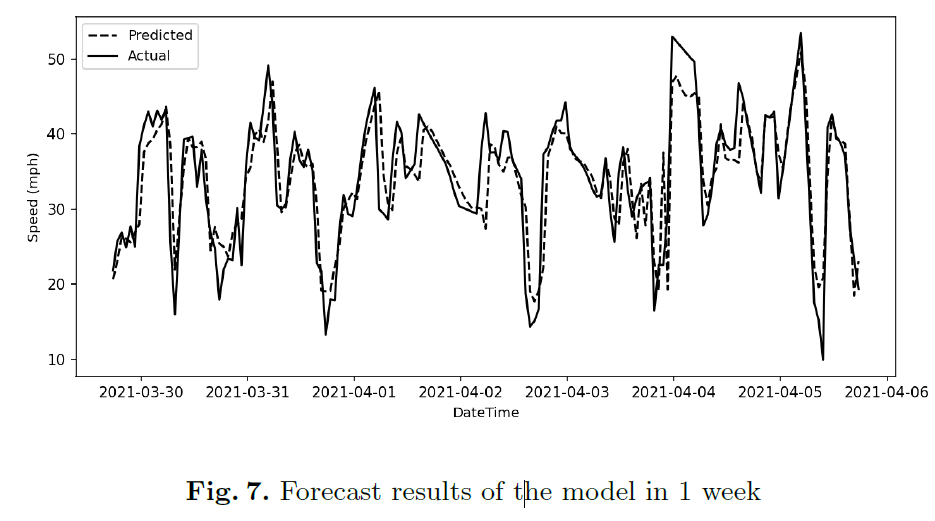 Predicted
Actual
50
40
30
20
10
Speed (mph)
2021-03-30 2021-03-31 2021-04-01 2021-04-02 2021-04-03 2021-04-04 2021-04-05 2021-04-06
DateTime
Fig. 7. Forecast results of the model in 1 week